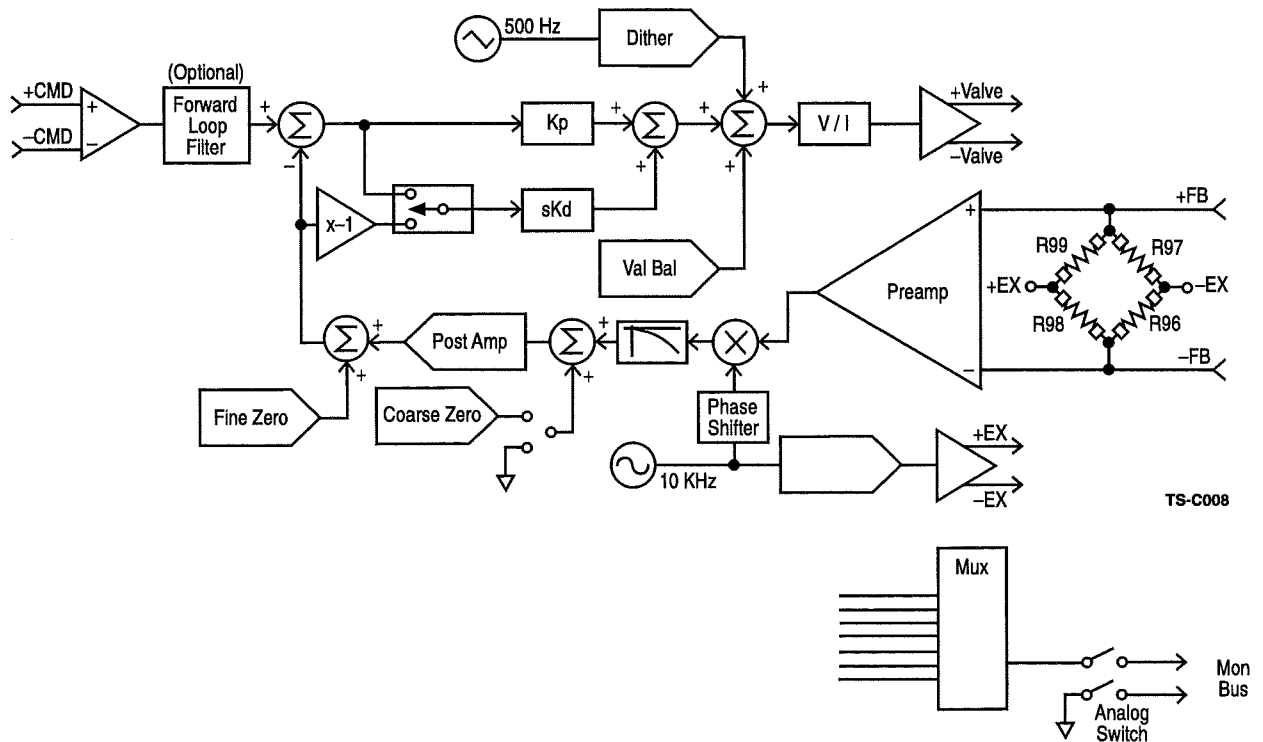 500 Hz
Dither
+
+CMD
–CMD
+
–
(Optional)
Forward
Loop
Filter
+
Σ
–
Kp
+
Σ
+
+
Σ
+
V / I
+Valve
–Valve
x–1
sKd
Val Bal
Preamp
+
–
+FB
R99
R97
+EX
–EX
R98
R96
–FB
Σ
+
+
Post Amp
Σ
+
+
X
Fine Zero
Coarse Zero
Phase
Shifter
10 KHz
+EX
–EX
TS-C008
Mux
Mon
Bus
Analog
Switch